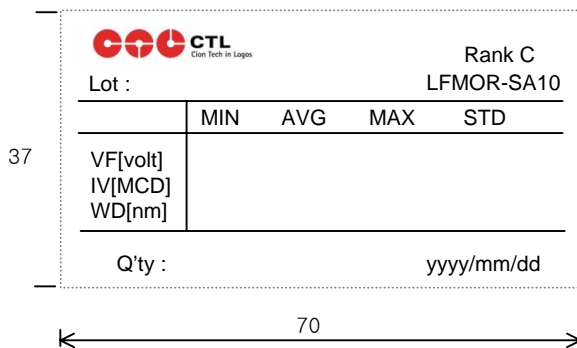 CTL
Cion Tech in Logos
Rank C
Lot :
LFMOR-SA10
MIN AVG MAX STD
VF[volt]
IV[MCD]
WD[nm]
Q'ty :
yyyy/mm/dd
37
70